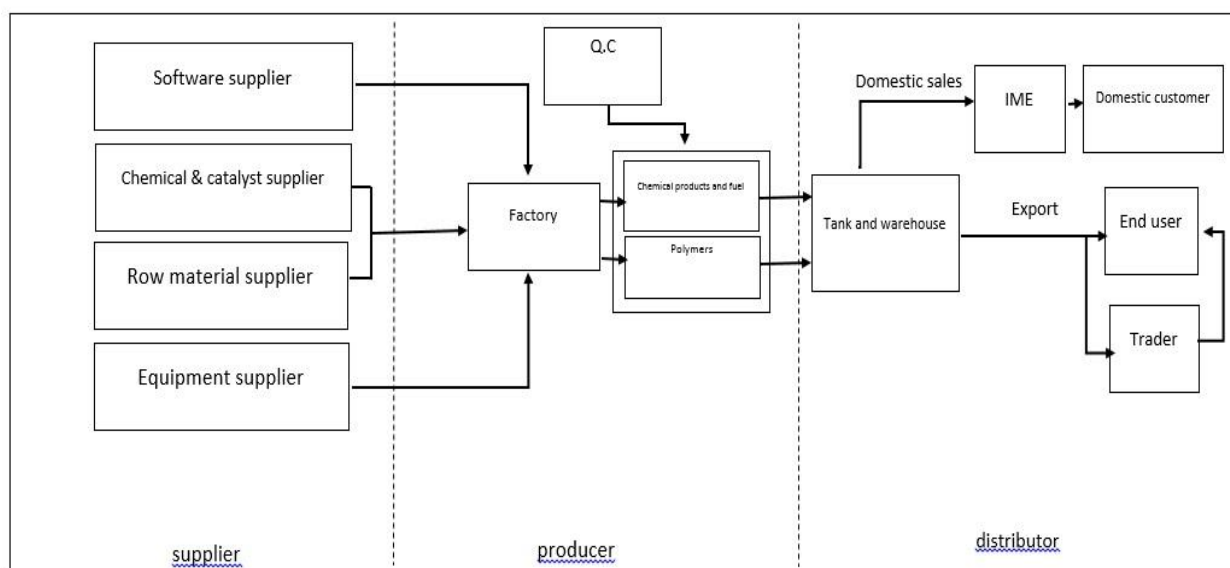 Software supplier
Chemical & catalyst supplier
Row material supplier
Equipment supplier
supplier
Q.C
Factory
Chemical products and fuel
Polymers
producer
Domestic sales
IME
Domestic customer
Tank and warehouse
Export
End user
Trader
distributor